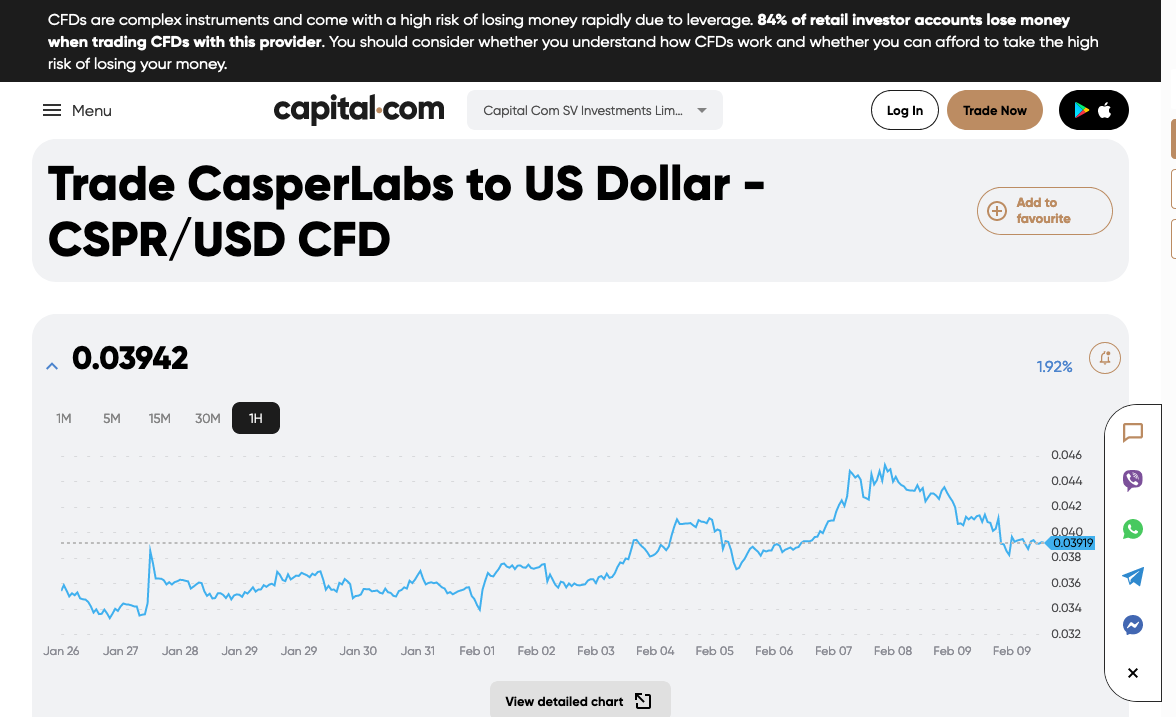 CFDs are complex instruments and come with a high risk of losing money rapidly due to leverage. 84% of retail investor accounts lose money
when trading CFDs with this provider. You should consider whether you understand how CFDs work and whether you can afford to take the high
risk of losing your money.
Menu
capital.com
Capital Com SV Investments Lim...
Log In
Trade Now
Trade CasperLabs to US Dollar -
CSPR/USD CFD
Add to
favourite
0.03942
1.92%
1M 5M 15M 30M 1H
0.046
0.044
0.042
0.040
0.03919
0.038
0.036
0.034
0.032
Jan 26 Jan 27 Jan 28 Jan 29 Jan 29 Jan 30 Jan 31 Feb 01 Feb 02 Feb 03 Feb 04 Feb 05 Feb 06 Feb 07 Feb 08 Feb 09 Feb 09
View detailed chart